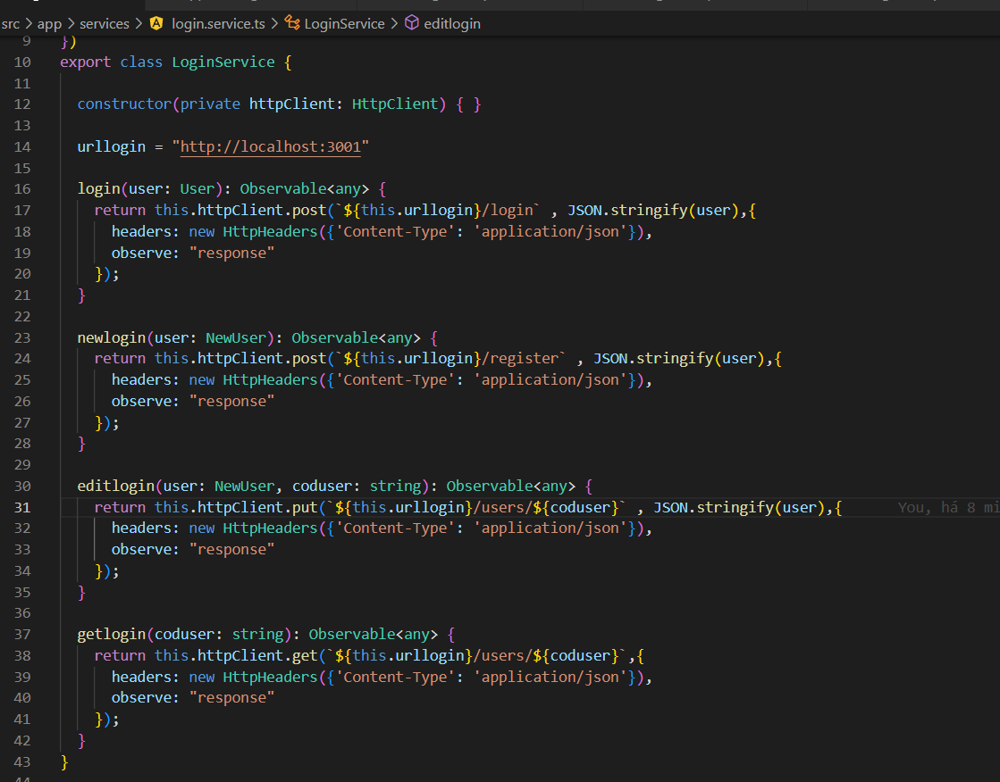 src > app > services > login.service.ts > LoginService > editlogin
9 })
10 export class LoginService {
11
12 constructor(private httpClient: HttpClient) { }
13
14 urllogin = "http://localhost:3001"
15
16 login(user: User): Observable<any> {
17 return this.httpClient.post(`${this.urllogin}/login` , JSON.stringify(user),{
18 headers: new HttpHeaders({'Content-Type': 'application/json'}),
19 observe: "response"
20 });
21 }
22
23 newlogin(user: NewUser): Observable<any> {
24 return this.httpClient.post(`${this.urllogin}/register` , JSON.stringify(user),{
25 headers: new HttpHeaders({'Content-Type': 'application/json'}),
26 observe: "response"
27 });
28 }
29
30 editlogin(user: NewUser, coduser: string): Observable<any> {
31 return this.httpClient.put(`${this.urllogin}/users/${coduser}` , JSON.stringify(user),{ You, há 8 mi
32 headers: new HttpHeaders({'Content-Type': 'application/json'}),
33 observe: "response"
34 });
35 }
36
37 getlogin(coduser: string): Observable<any> {
38 return this.httpClient.get(`${this.urllogin}/users/${coduser}`,{
39 headers: new HttpHeaders({'Content-Type': 'application/json'}),
40 observe: "response"
41 });
42 }
43 }